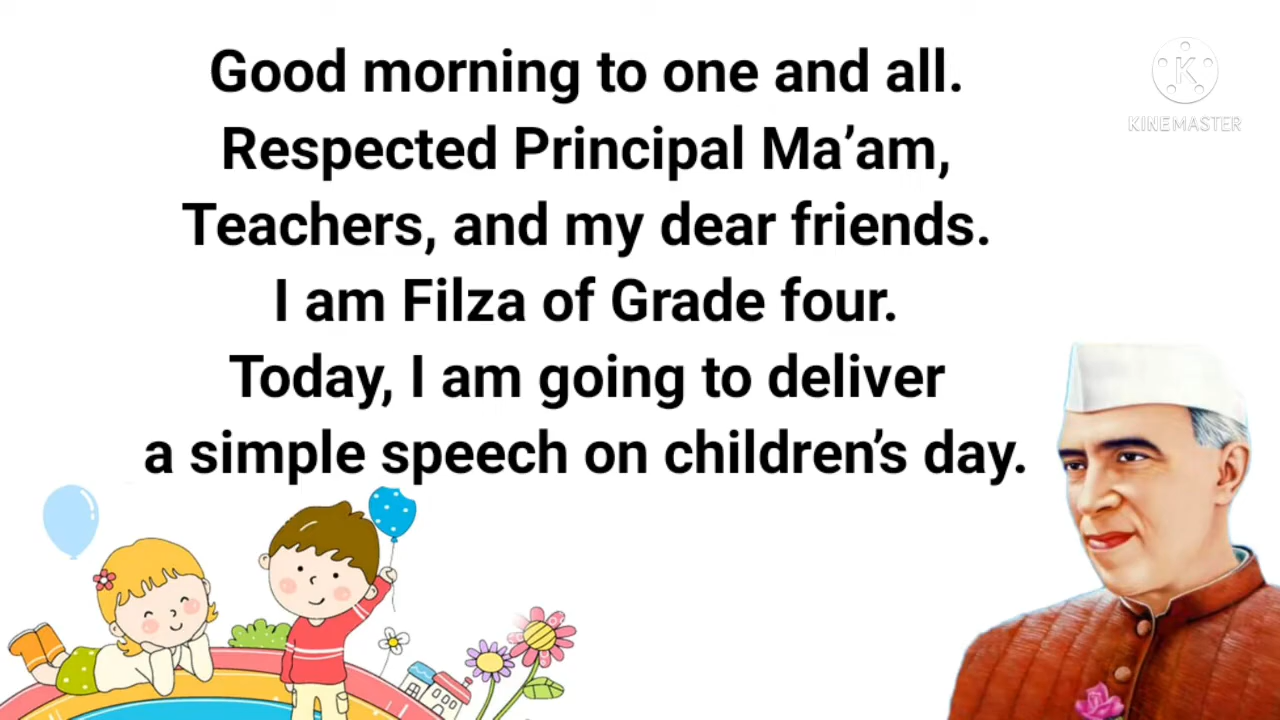 Good morning to one and all.
Respected Principal Ma’am,
Teachers, and my dear friends.
I am Filza of Grade four.
Today, I am going to deliver
a simple speech on children’s day.
K
KINEMASTER